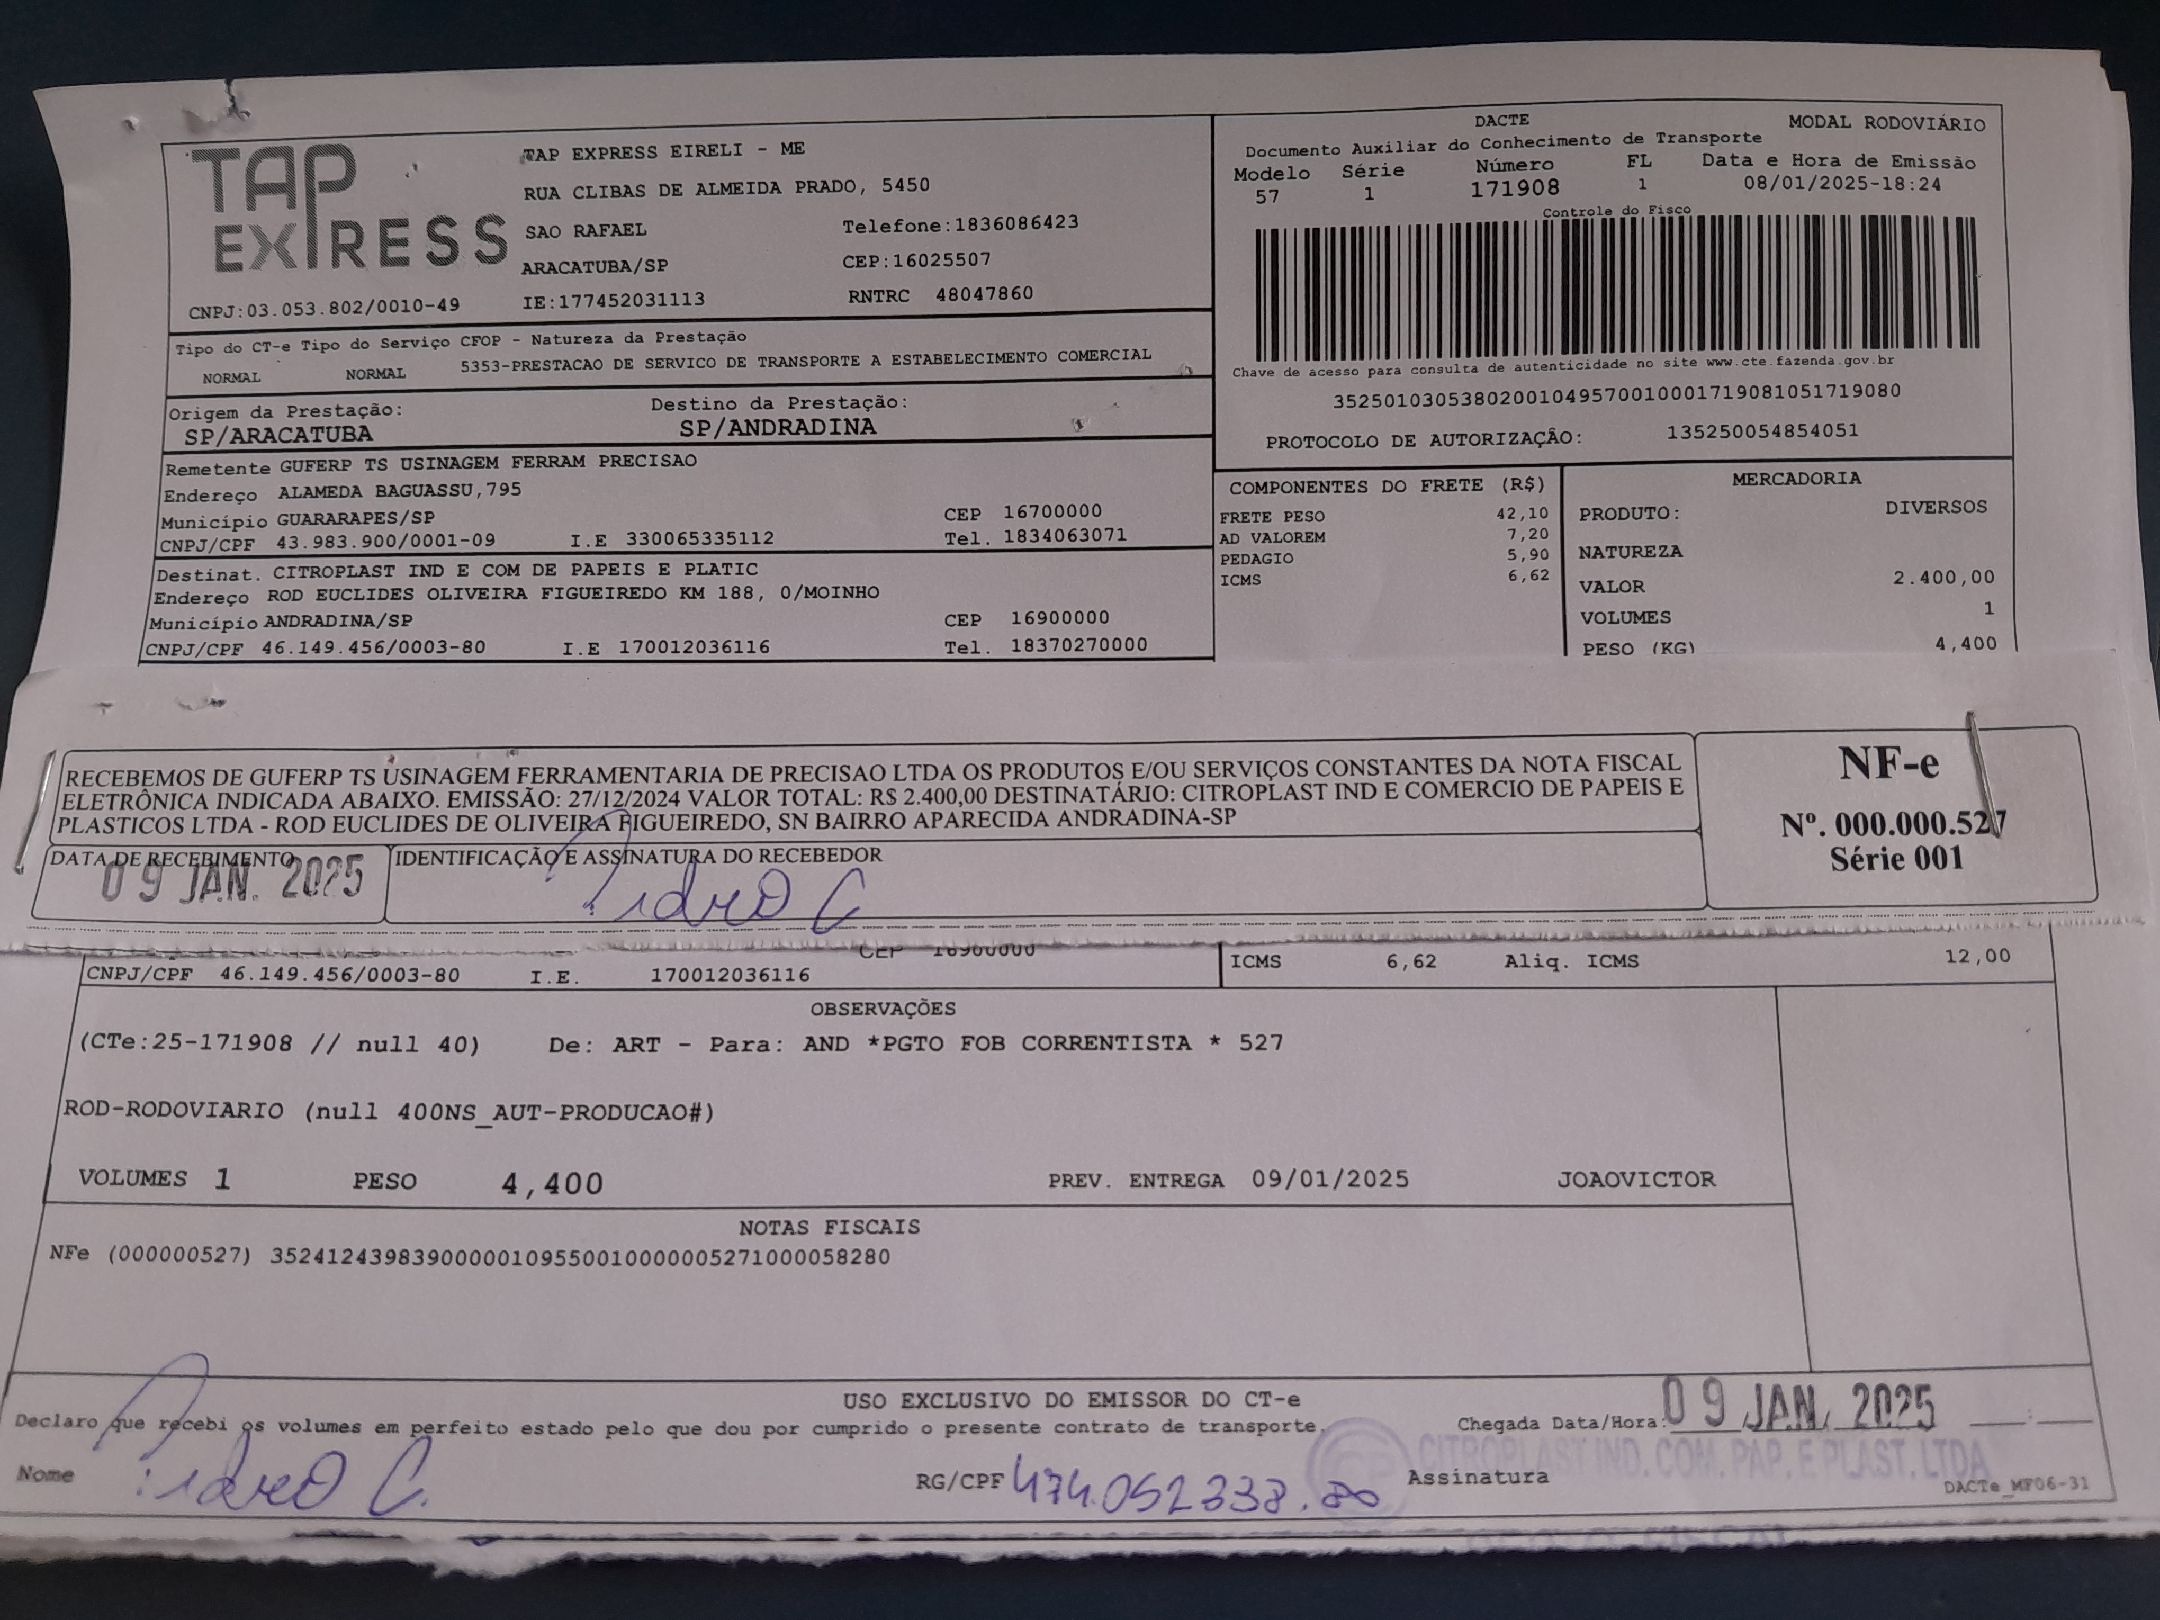 TAP EXPRESS
TAP EXPRESS EIRELI - ME
RUA CLIBAS DE ALMEIDA PRADO, 5450
SAO RAFAEL Telefone:1836086423
ARACATUBA/SP CEP:16025507
CNPJ:03.053.802/0010-49 IE:177452031113 RNTRC 48047860
DACTE MODAL RODOVIÁRIO
Documento Auxiliar do Conhecimento de Transporte
Modelo Série Número FL Data e Hora de Emissão
57 1 171908 1 08/01/2025-18:24
Controle do Fisco
Chave de acesso para consulta de autenticidade no site www.cte.fazenda.gov.br
35250103053802001049570010001719081051719080
PROTOCOLO DE AUTORIZAÇÃO: 135250054854051
Tipo do CT-e Tipo do Serviço CFOP - Natureza da Prestação
NORMAL NORMAL 5353-PRESTACAO DE SERVICO DE TRANSPORTE A ESTABELECIMENTO COMERCIAL
Origem da Prestação: Destino da Prestação:
SP/ARACATUBA SP/ANDRADINA
Remetente GUFERP TS USINAGEM FERRAM PRECISAO
Endereço ALAMEDA BAGUASSU,795
Município GUARARAPES/SP CEP 16700000
CNPJ/CPF 43.983.900/0001-09 I.E 330065335112 Tel. 1834063071
Destinat. CITROPLAST IND E COM DE PAPEIS E PLATIC
Endereço ROD EUCLIDES OLIVEIRA FIGUEIREDO KM 188, 0/MOINHO
Município ANDRADINA/SP CEP 16900000
CNPJ/CPF 46.149.456/0003-80 I.E 170012036116 Tel. 18370270000
COMPONENTES DO FRETE (R$)
FRETE PESO 42,10
AD VALOREM 7,20
PEDAGIO 5,90
ICMS 6,62
MERCADORIA
PRODUTO: DIVERSOS
NATUREZA
VALOR 2.400,00
VOLUMES 1
PESO (KG) 4,400
RECEBEMOS DE GUFERP TS USINAGEM FERRAMENTARIA DE PRECISAO LTDA OS PRODUTOS E/OU SERVIÇOS CONSTANTES DA NOTA FISCAL
ELETRÔNICA INDICADA ABAIXO. EMISSÃO: 27/12/2024 VALOR TOTAL: R$ 2.400,00 DESTINATÁRIO: CITROPLAST IND E COMERCIO DE PAPEIS E
PLASTICOS LTDA - ROD EUCLIDES DE OLIVEIRA FIGUEIREDO, SN BAIRRO APARECIDA ANDRADINA-SP
NF-e
Nº. 000.000.527
Série 001
DATA DE RECEBIMENTO IDENTIFICAÇÃO E ASSINATURA DO RECEBEDOR
09 JAN. 2025
CEP 16900000
CNPJ/CPF 46.149.456/0003-80 I.E. 170012036116 ICMS 6,62 Aliq. ICMS 12,00
OBSERVAÇÕES
(CTe:25-171908 // null 40) De: ART - Para: AND *PGTO FOB CORRENTISTA * 527
ROD-RODOVIARIO (null 400NS_AUT-PRODUCAO#)
VOLUMES 1 PESO 4,400 PREV. ENTREGA 09/01/2025 JOAOVICTOR
NOTAS FISCAIS
NFe (000000527) 35241243983900000109550010000005271000058280
USO EXCLUSIVO DO EMISSOR DO CT-e
Declaro que recebi os volumes em perfeito estado pelo que dou por cumprido o presente contrato de transporte. Chegada Data/Hora: 09 JAN. 2025
CITROPLAST IND. COM. PAP. E PLAST. LTDA
Nome RG/CPF Assinatura
DACTe_MF06-31